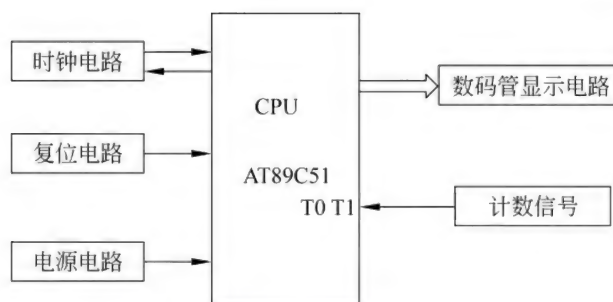 时钟电路
复位电路
电源电路
CPU
AT89C51
T0 T1
数码管显示电路
计数信号